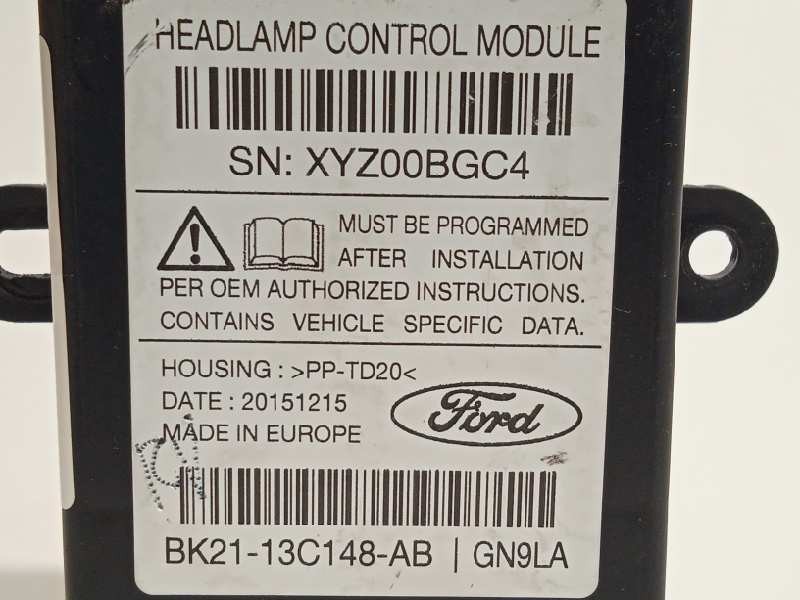 HEADLAMP CONTROL MODULE
SN: XYZ00BGC4
MUST BE PROGRAMMED
AFTER INSTALLATION
PER OEM AUTHORIZED INSTRUCTIONS.
CONTAINS VEHICLE SPECIFIC DATA.
HOUSING : >PP-TD20<
DATE : 20151215
MADE IN EUROPE
Ford
BK21-13C148-AB | GN9LA